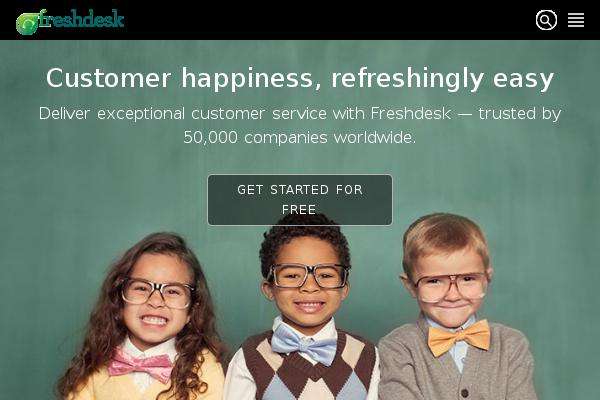 freshdesk
Customer happiness, refreshingly easy
Deliver exceptional customer service with Freshdesk — trusted by
50,000 companies worldwide.
GET STARTED FOR
FREE